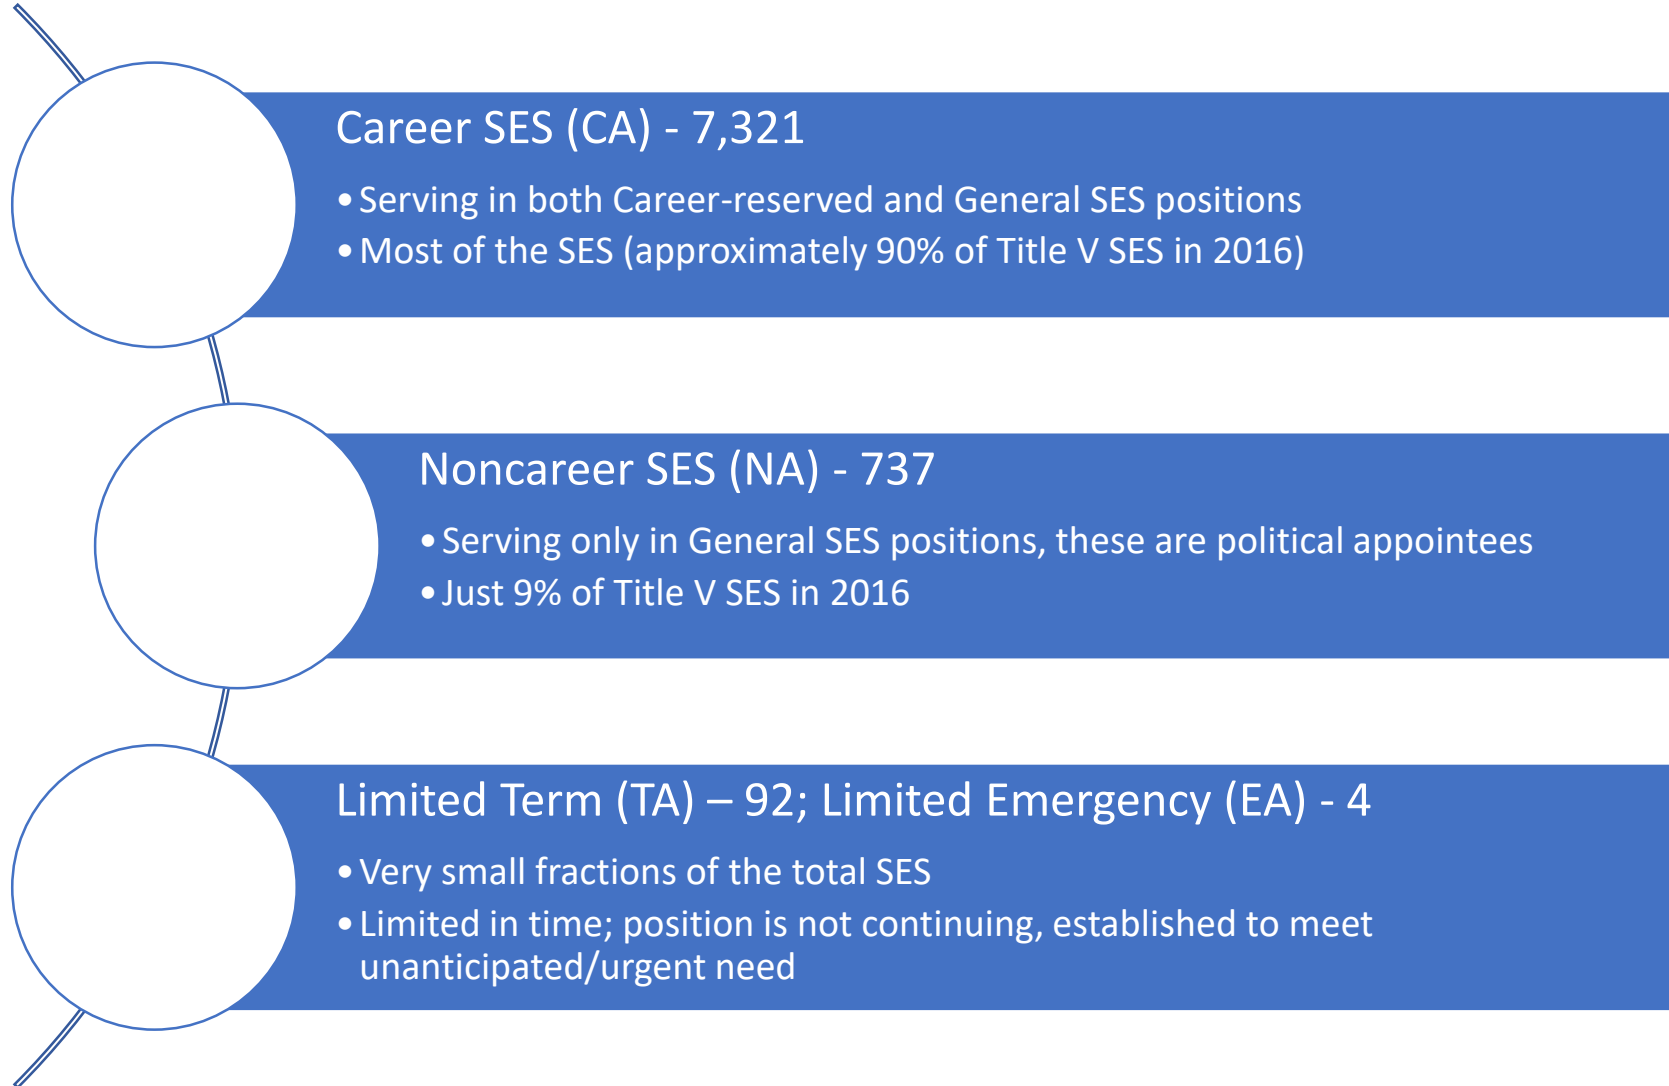 Career SES (CA) - 7,321
•Serving in both Career-reserved and General SES positions
•Most of the SES (approximately 90% of Title V SES in 2016)
Noncareer SES (NA) - 737
•Serving only in General SES positions, these are political appointees
•Just 9% of Title V SES in 2016
Limited Term (TA) – 92; Limited Emergency (EA) - 4
•Very small fractions of the total SES
•Limited in time; position is not continuing, established to meet
unanticipated/urgent need